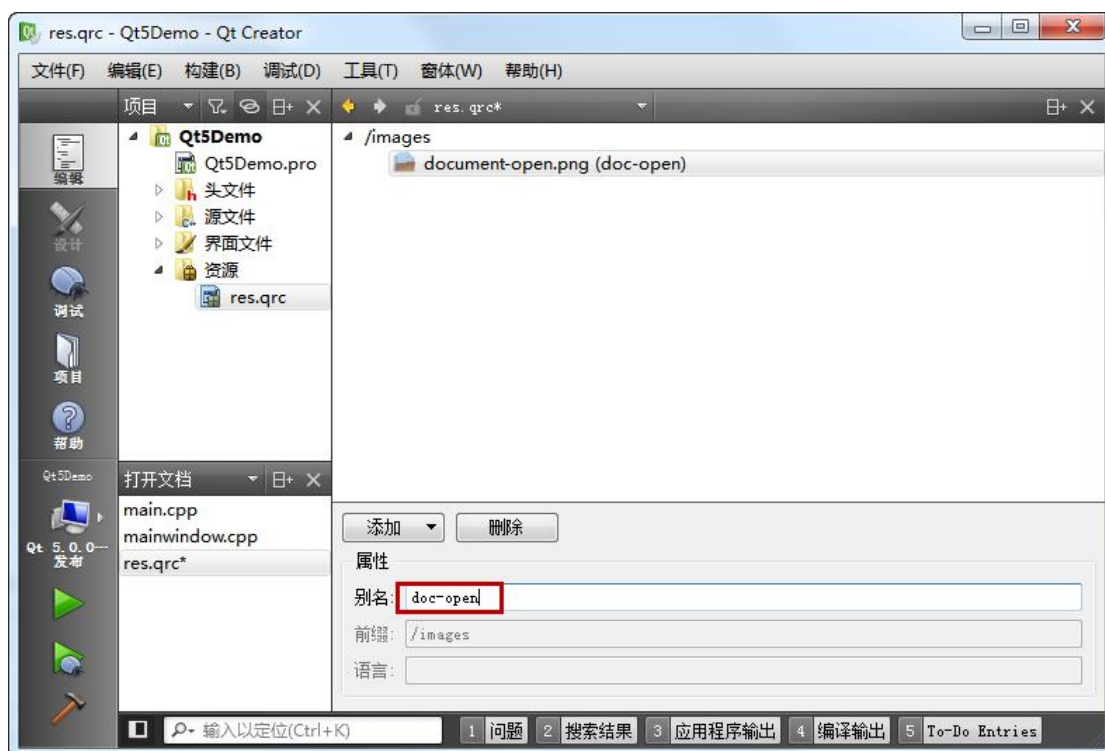 res.qrc - Qt5Demo - Qt Creator
文件(F) 编辑(E) 构建(B) 调试(D) 工具(T) 窗体(W) 帮助(H)
项目
res.qrc*
编辑
设计
调试
项目
帮助
Qt5Demo
Qt 5.0.0
发布
Qt5Demo
Qt5Demo.pro
头文件
源文件
界面文件
资源
res.qrc
打开文档
main.cpp
mainwindow.cpp
res.qrc*
/images
document-open.png (doc-open)
添加 删除
属性
别名: doc-open
前缀: /images
语言:
输入以定位(Ctrl+K)
1 问题 2 搜索结果 3 应用程序输出 4 编译输出 5 To-Do Entries